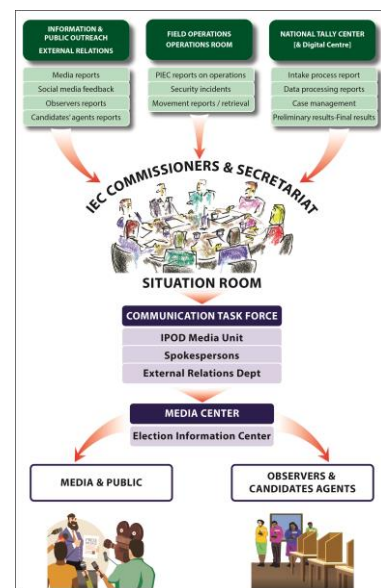 INFORMATION &
PUBLIC OUTREACH
EXTERNAL RELATIONS
Media reports
Social media feedback
Observers reports
Candidates' agents reports
FIELD OPERATIONS
OPERATIONS ROOM
PIEC reports on operations
Security incidents
Movement reports / retrieval
NATIONAL TALLY CENTER
(& Digital Centre)
Intake process report
Data processing reports
Case management
Preliminary results-Final results
IEC COMMISSIONERS & SECRETARIAT
SITUATION ROOM
COMMUNICATION TASK FORCE
IPOD Media Unit
Spokespersons
External Relations Dept
MEDIA CENTER
Election Information Center
MEDIA & PUBLIC
OBSERVERS &
CANDIDATES AGENTS